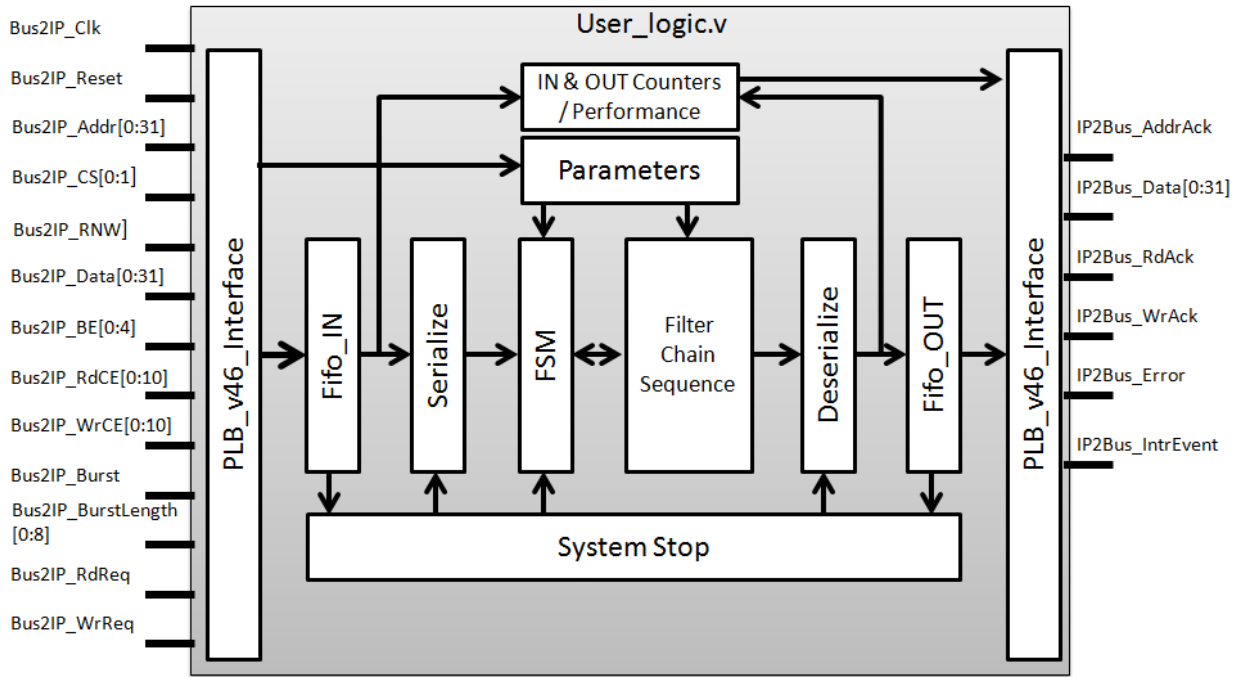 User_logic.v
Bus2IP_Clk
Bus2IP_Reset
Bus2IP_Addr[0:31]
Bus2IP_CS[0:1]
Bus2IP_RNW]
Bus2IP_Data[0:31]
Bus2IP_BE[0:4]
Bus2IP_RdCE[0:10]
Bus2IP_WrCE[0:10]
Bus2IP_Burst
Bus2IP_BurstLength
[0:8]
Bus2IP_RdReq
Bus2IP_WrReq
PLB_v46_Interface
IN & OUT Counters
/ Performance
Parameters
Fifo_IN
Serialize
FSM
Filter
Chain
Sequence
Deserialize
Fifo_OUT
System Stop
PLB_v46_Interface
IP2Bus_AddrAck
IP2Bus_Data[0:31]
IP2Bus_RdAck
IP2Bus_WrAck
IP2Bus_Error
IP2Bus_IntrEvent